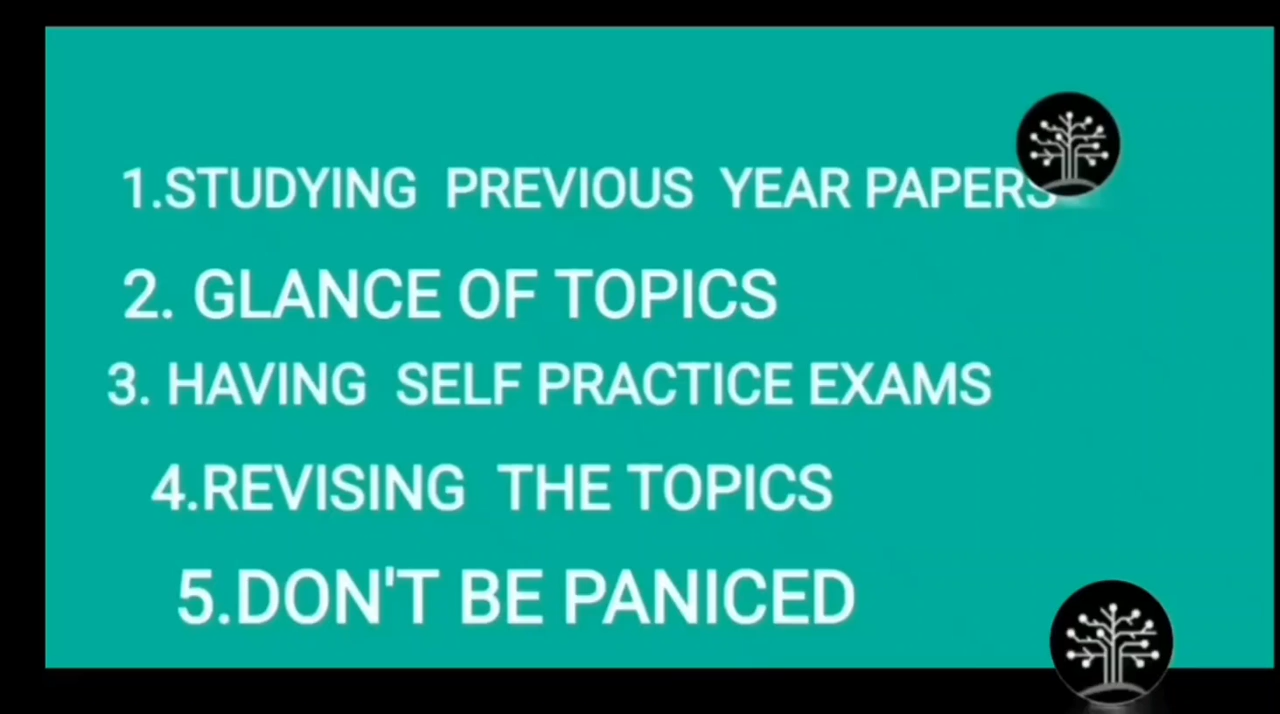 1.STUDYING PREVIOUS YEAR PAPERS
2. GLANCE OF TOPICS
3. HAVING SELF PRACTICE EXAMS
4.REVISING THE TOPICS
5.DON'T BE PANICED